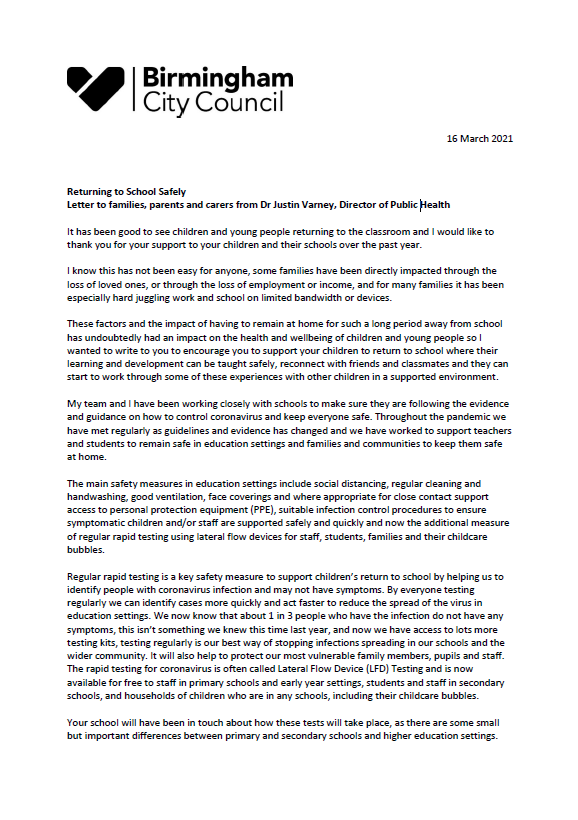 Birmingham
City Council
16 March 2021
Returning to School Safely
Letter to families, parents and carers from Dr Justin Varney, Director of Public Health
It has been good to see children and young people returning to the classroom and I would like to
thank you for your support to your children and their schools over the past year.
I know this has not been easy for anyone, some families have been directly impacted through the
loss of loved ones, or through the loss of employment or income, and for many families it has been
especially hard juggling work and school on limited bandwidth or devices.
These factors and the impact of having to remain at home for such a long period away from school
has undoubtedly had an impact on the health and wellbeing of children and young people so I
wanted to write to you to encourage you to support your children to return to school where their
learning and development can be taught safely, reconnect with friends and classmates and they can
start to work through some of these experiences with other children in a supported environment.
My team and I have been working closely with schools to make sure they are following the evidence
and guidance on how to control coronavirus and keep everyone safe. Throughout the pandemic we
have met regularly as guidelines and evidence has changed and we have worked to support teachers
and students to remain safe in education settings and families and communities to keep them safe
at home.
The main safety measures in education settings include social distancing, regular cleaning and
handwashing, good ventilation, face coverings and where appropriate for close contact support
access to personal protection equipment (PPE), suitable infection control procedures to ensure
symptomatic children and/or staff are supported safely and quickly and now the additional measure
of regular rapid testing using lateral flow devices for staff, students, families and their childcare
bubbles.
Regular rapid testing is a key safety measure to support children's return to school by helping us to
identify people with coronavirus infection and may not have symptoms. By everyone testing
regularly we can identify cases more quickly and act faster to reduce the spread of the virus in
education settings. We now know that about 1 in 3 people who have the infection do not have any
symptoms, this isn't something we knew this time last year, and now we have access to lots more
testing kits, testing regularly is our best way of stopping infections spreading in our schools and the
wider community. It will also help to protect our most vulnerable family members, pupils and staff.
The rapid testing for coronavirus is often called Lateral Flow Device (LFD) Testing and is now
available for free to staff in primary schools and early year settings, students and staff in secondary
schools, and households of children who are in any schools, including their childcare bubbles.
Your school will have been in touch about how these tests will take place, as there are some small
but important differences between primary and secondary schools and higher education settings.